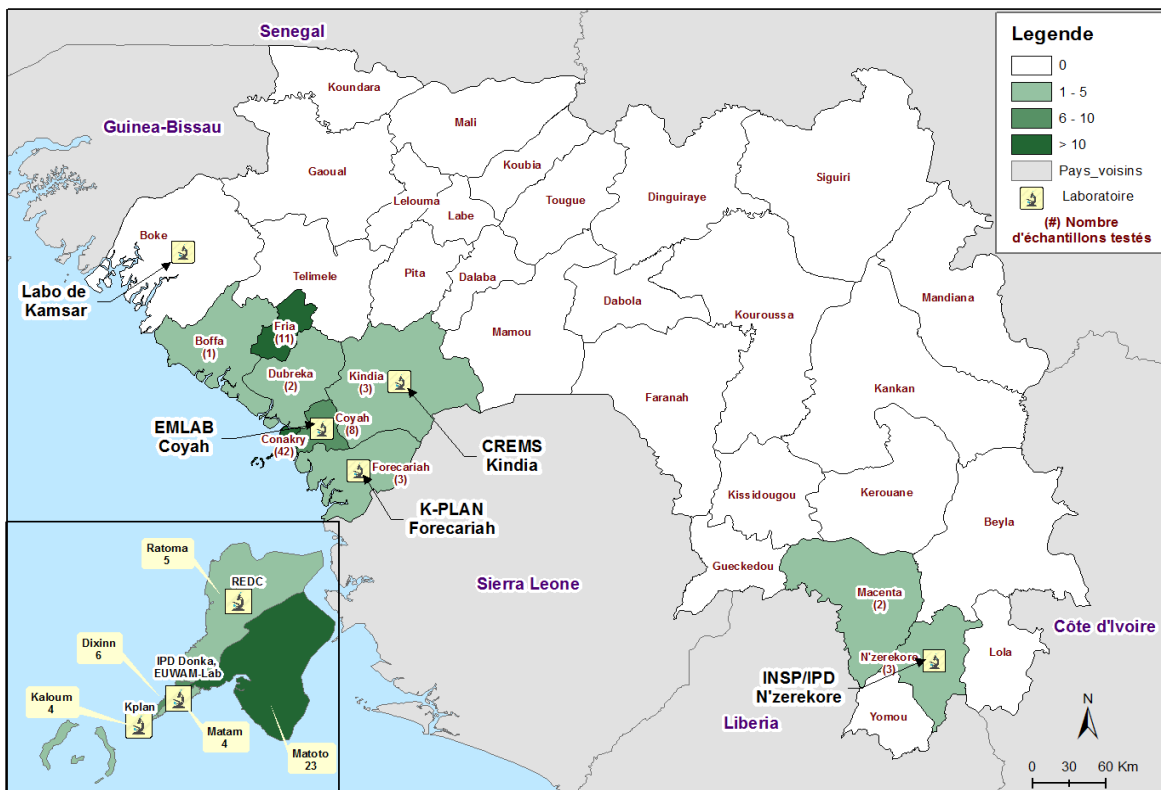 Senegal
Guinea-Bissau
Koundara
Mali
Gaoual
Koubia
Lelouma
Labe
Tougue
Dinguiraye
Siguiri
Boke
Labo de
Kamsar
Telimele
Pita
Dalaba
Dabola
Kouroussa
Mandiana
Mamou
Boffa
(1)
Fria
(11)
Dubreka
(2)
Kindia
(3)
Faranah
Kankan
EMLAB
Coyah
Coyah
(8)
Conakry
(42)
CREMS
Kindia
Forecariah
(3)
K-PLAN
Forecariah
Kissidougou
Kerouane
Beyla
Gueckedou
Sierra Leone
Macenta
(2)
Côte d'Ivoire
N'zerekore
(3)
Lola
INSP/IPD
N'zerekore
Yomou
Liberia
Legende
0
1 - 5
6 - 10
> 10
Pays_voisins
Laboratoire
(#) Nombre
d'échantillons testés
Ratoma
5
REDC
Dixinn
6
IPD Donka,
EUWAM-Lab
Kaloum
4
Kplan
Matam
4
Matoto
23
N
0 30 60 Km